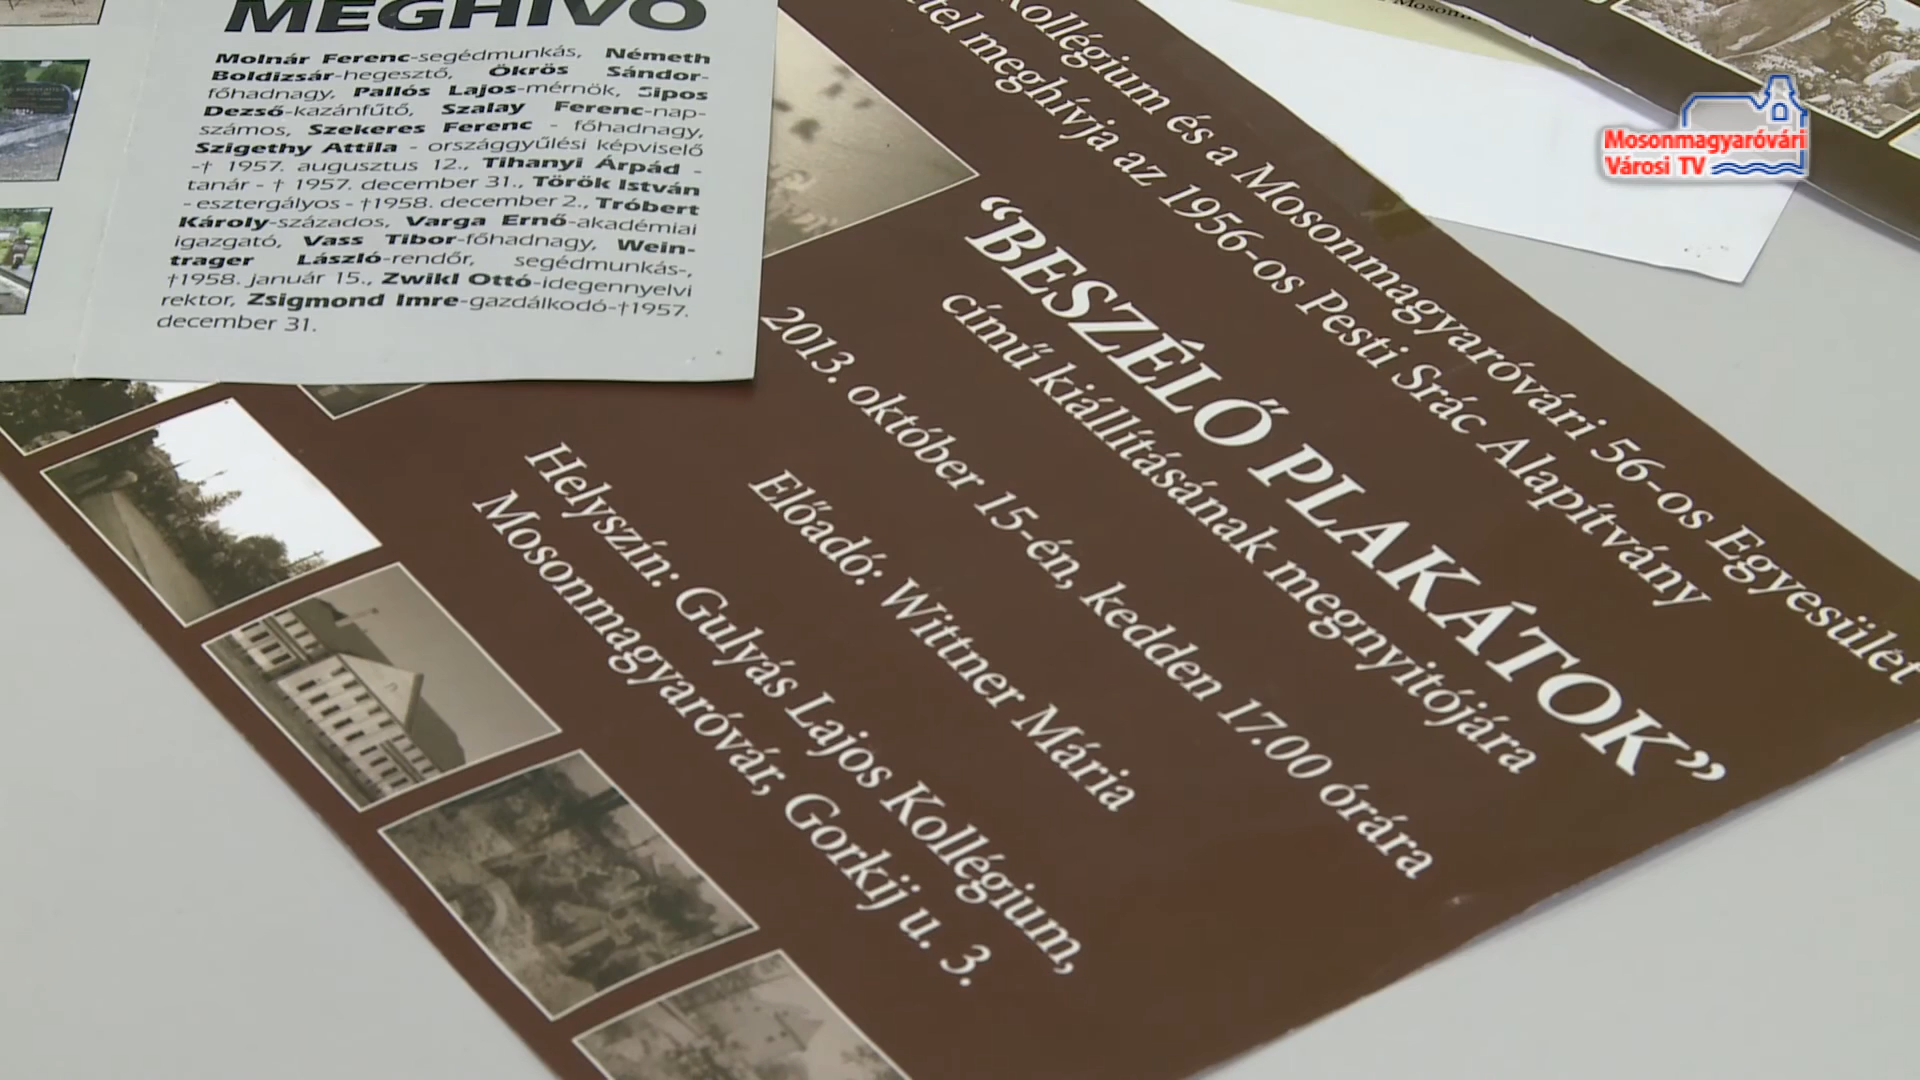 MEGHÍVÓ
Molnár Ferenc-segédmunkás, Németh
Boldizsár-hegesztő, Ökrös Sándor-
főhadnagy, Pallós Lajos-mérnök, Sipos
Dezső-kazánfűtő, Szalay Ferenc-nap-
számos, Szekeres Ferenc - főhadnagy,
Szigethy Attila - országgyűlési képviselő
-† 1957. augusztus 12., Tihanyi Árpád -
tanár - † 1957. december 31., Török István
- esztergályos - †1958. december 2., Tróbert
Károly-százados, Varga Ernő-akadémiai
igazgató, Vass Tibor-főhadnagy, Wein-
trager László-rendőr, segédmunkás-,
†1958. január 15., Zwikl Ottó-idegennyelvi
rektor, Zsigmond Imre-gazdálkodó-†1957.
december 31.
Kollégium és a Mosonmagyaróvári 56-os Egyesület
meghívja az 1956-os Pesti Srác Alapítvány
“BESZÉLŐ PLAKÁTOK”
című kiállításának megnyitójára
2013. október 15-én, kedden 17.00 órára
Előadó: Wittner Mária
Helyszín: Gulyás Lajos Kollégium,
Mosonmagyaróvár, Gorkij u. 3.
Mosonmagyaróvári
Városi TV